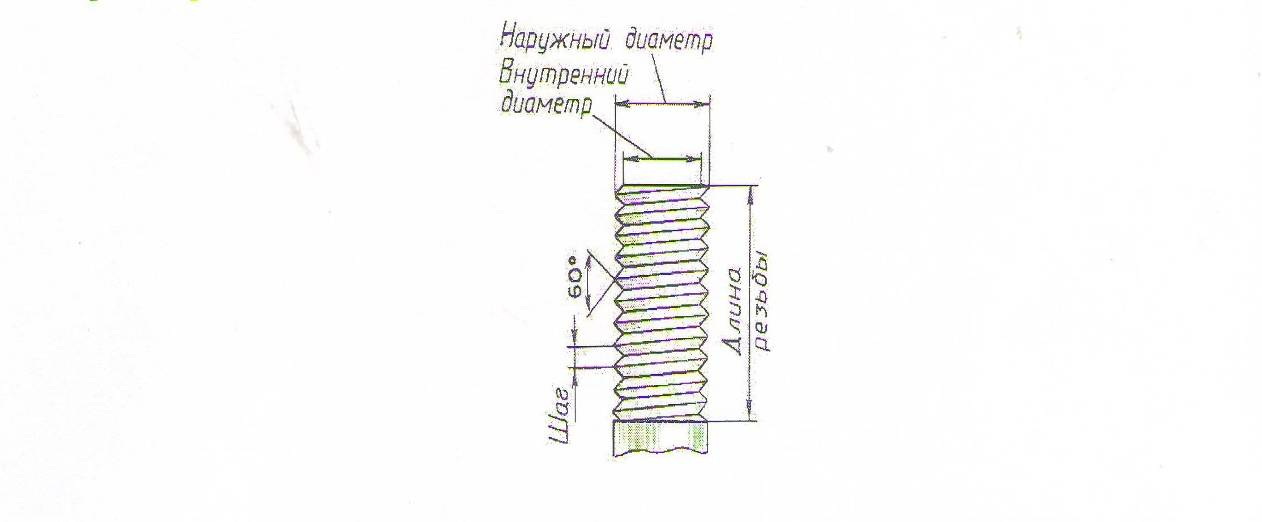 Наружный диаметр
Внутренний
диаметр
60°
Шаг
Длина
резьбы